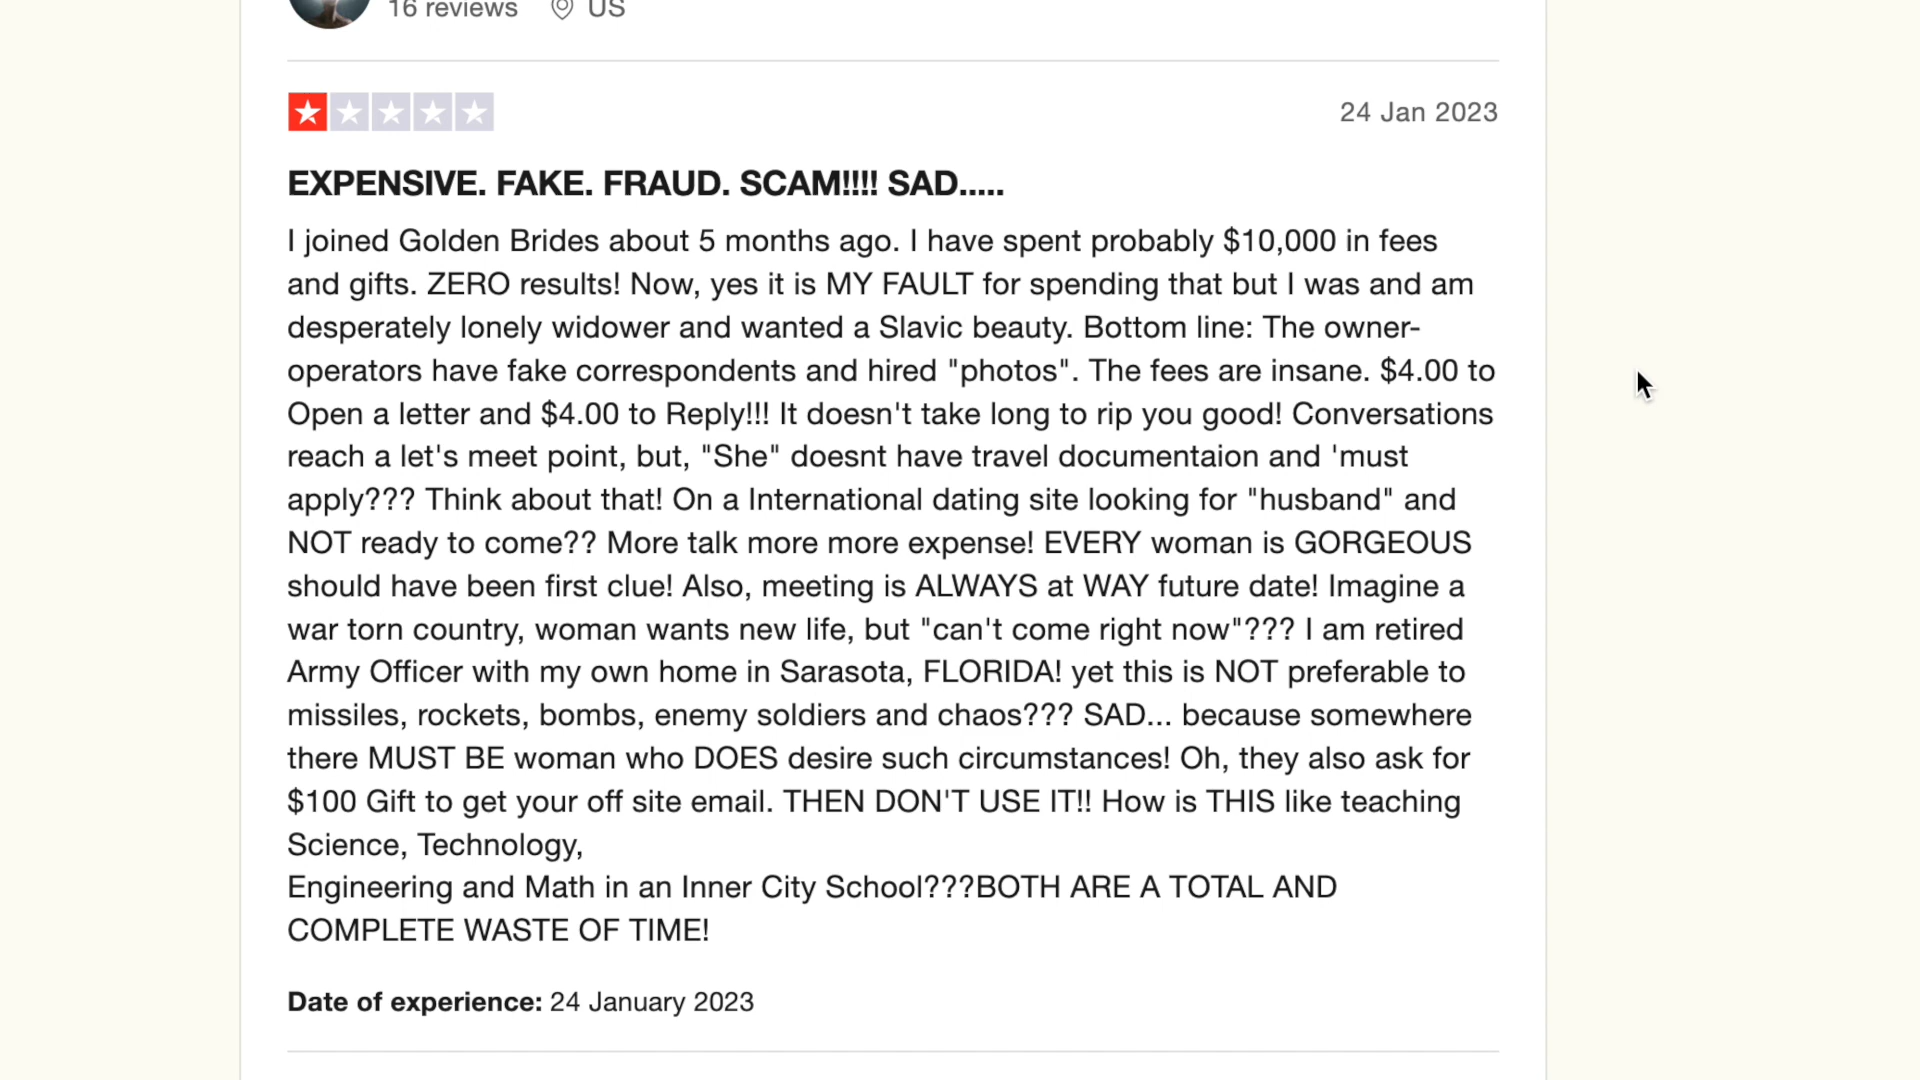 16 reviews US
24 Jan 2023
EXPENSIVE. FAKE. FRAUD. SCAM!!!! SAD.....
I joined Golden Brides about 5 months ago. I have spent probably $10,000 in fees
and gifts. ZERO results! Now, yes it is MY FAULT for spending that but I was and am
desperately lonely widower and wanted a Slavic beauty. Bottom line: The owner-
operators have fake correspondents and hired "photos". The fees are insane. $4.00 to
Open a letter and $4.00 to Reply!!! It doesn't take long to rip you good! Conversations
reach a let's meet point, but, "She" doesnt have travel documentaion and 'must
apply??? Think about that! On a International dating site looking for "husband" and
NOT ready to come?? More talk more more expense! EVERY woman is GORGEOUS
should have been first clue! Also, meeting is ALWAYS at WAY future date! Imagine a
war torn country, woman wants new life, but "can't come right now"??? I am retired
Army Officer with my own home in Sarasota, FLORIDA! yet this is NOT preferable to
missiles, rockets, bombs, enemy soldiers and chaos??? SAD... because somewhere
there MUST BE woman who DOES desire such circumstances! Oh, they also ask for
$100 Gift to get your off site email. THEN DON'T USE IT!! How is THIS like teaching
Science, Technology,
Engineering and Math in an Inner City School???BOTH ARE A TOTAL AND
COMPLETE WASTE OF TIME!
Date of experience: 24 January 2023